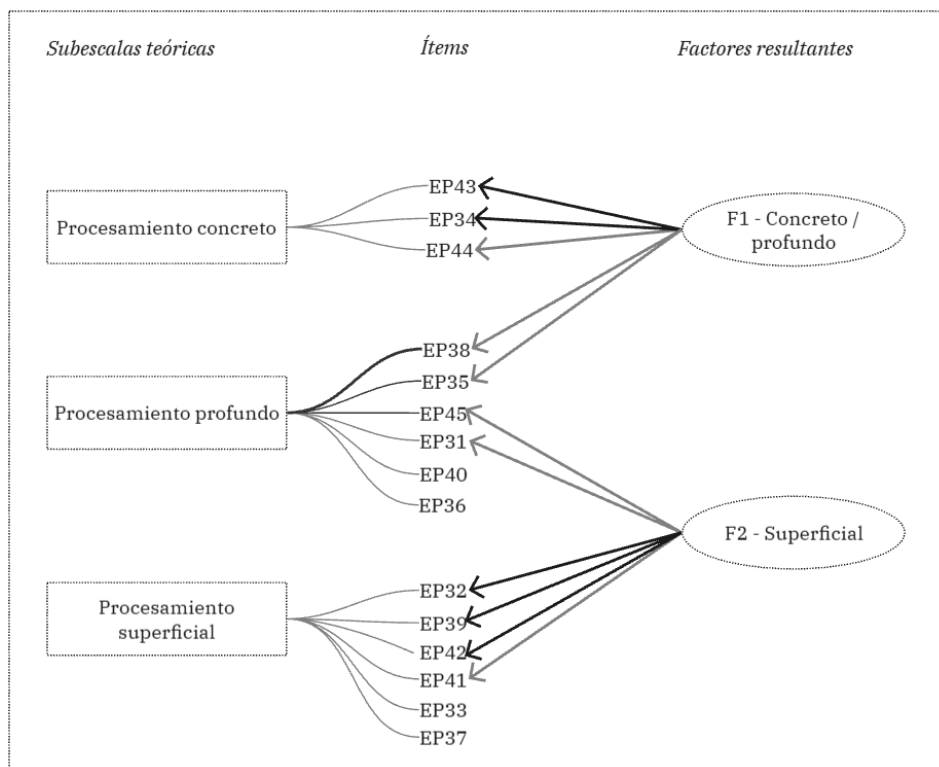 Subescalas teóricas
Ítems
Factores resultantes
Procesamiento concreto
EP43
EP34
EP44
F1 - Concreto /
profundo
Procesamiento profundo
EP38
EP35
EP45
EP31
EP40
EP36
F2 - Superficial
Procesamiento
superficial
EP32
EP39
EP42
EP41
EP33
EP37